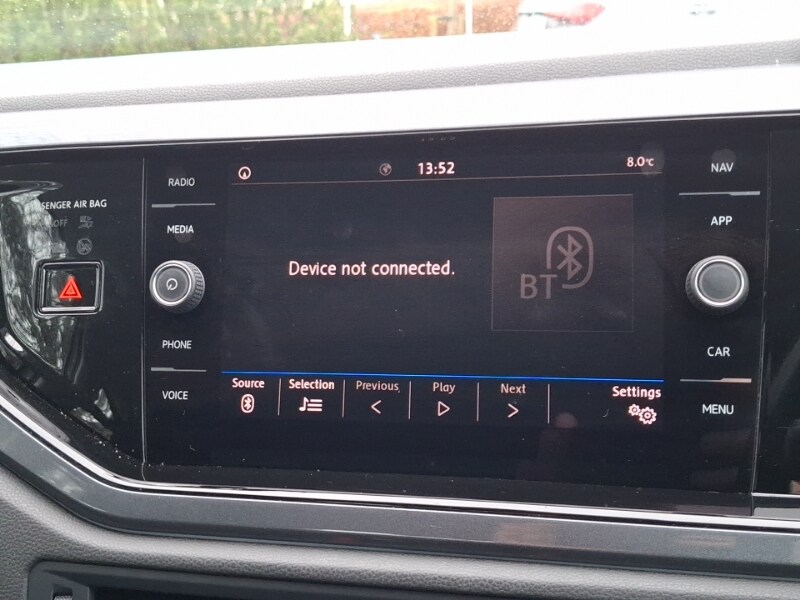 RADIO
13:52
8.0°C
NAV
SENGER AIR BAG
OFF
MEDIA
APP
Device not connected.
BT
PHONE
CAR
VOICE
Source
Selection
Previous
Play
Next
Settings
MENU